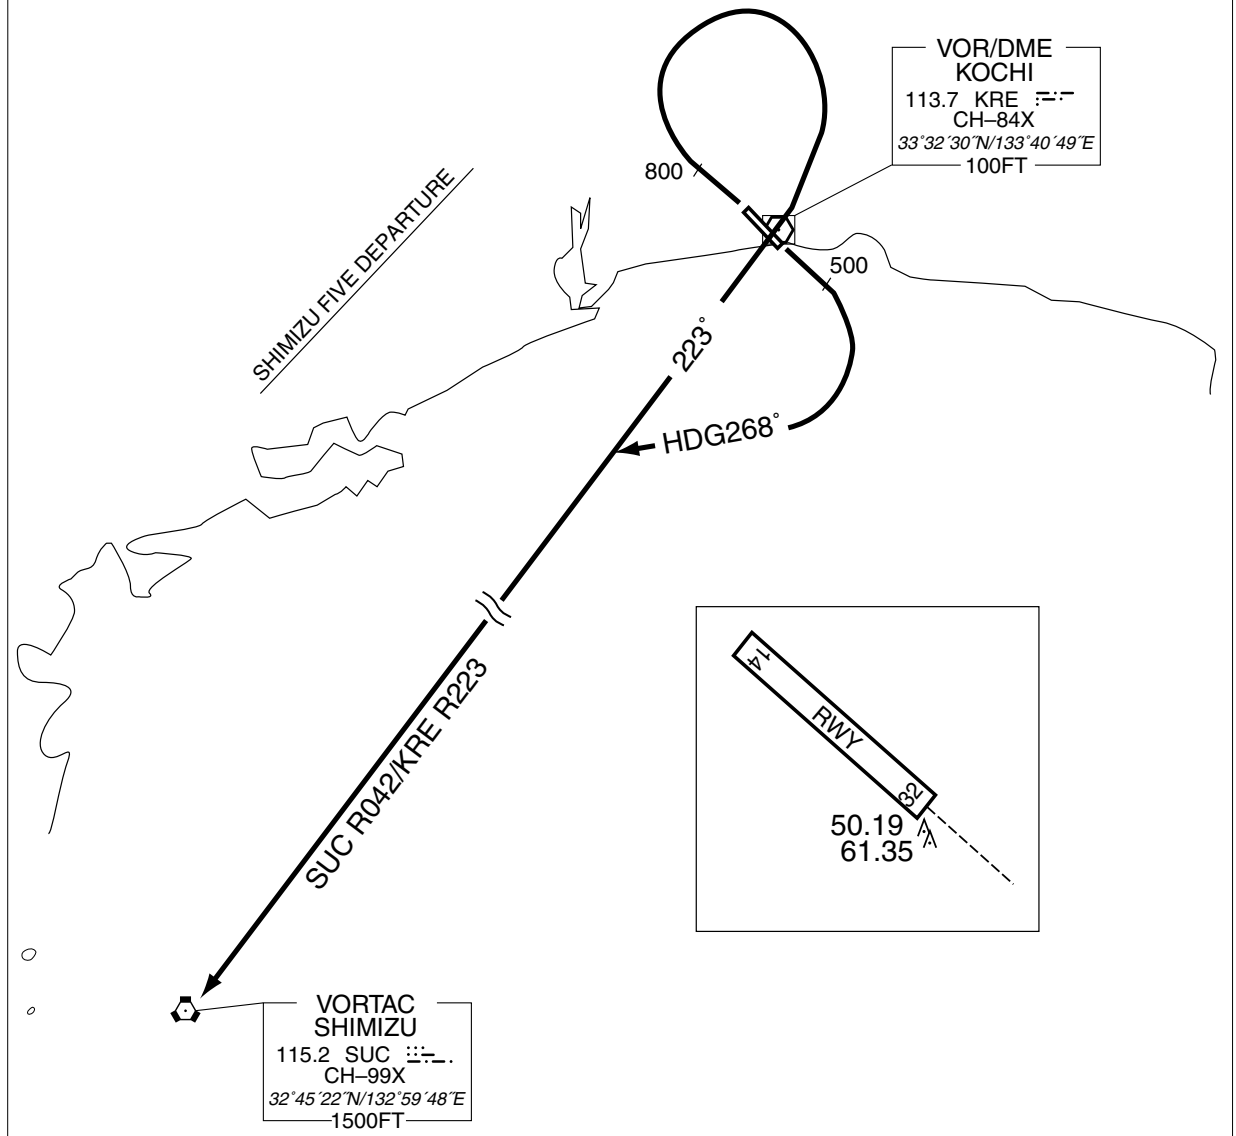 VOR/DME
KOCHI
113.7 KRE
CH–84X
33°32´30˝N/133°40´49˝E
100FT
800
SHIMIZU FIVE DEPARTURE
500
223°
HDG268°
SUC R042/KRE R223
14
RWY
32
50.19
61.35
VORTAC
SHIMIZU
115.2 SUC
CH–99X
32°45´22˝N/132°59´48˝E
1500FT